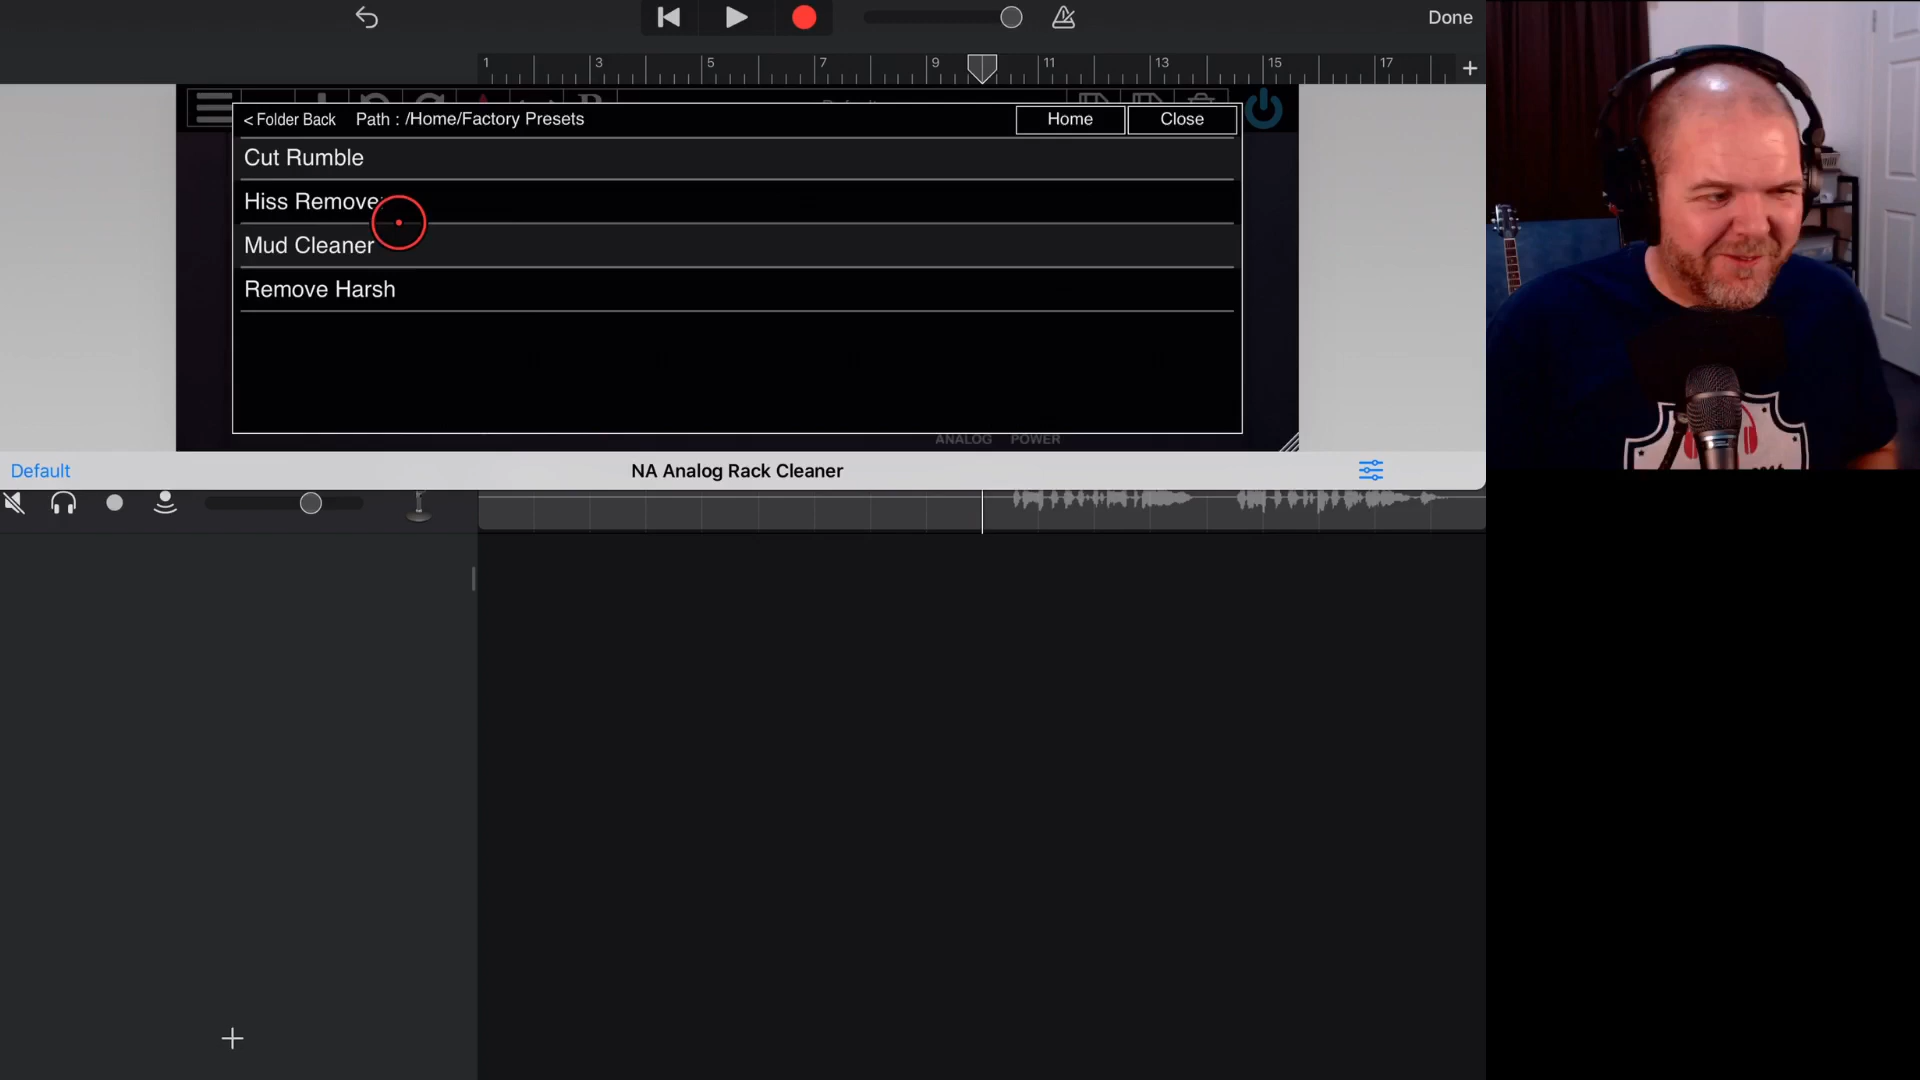 Done
1 3 5 7 9 11 13 15 17
< Folder Back Path : /Home/Factory Presets Home Close
Cut Rumble
Hiss Remove
Mud Cleaner
Remove Harsh
ANALOG POWER
Default NA Analog Rack Cleaner